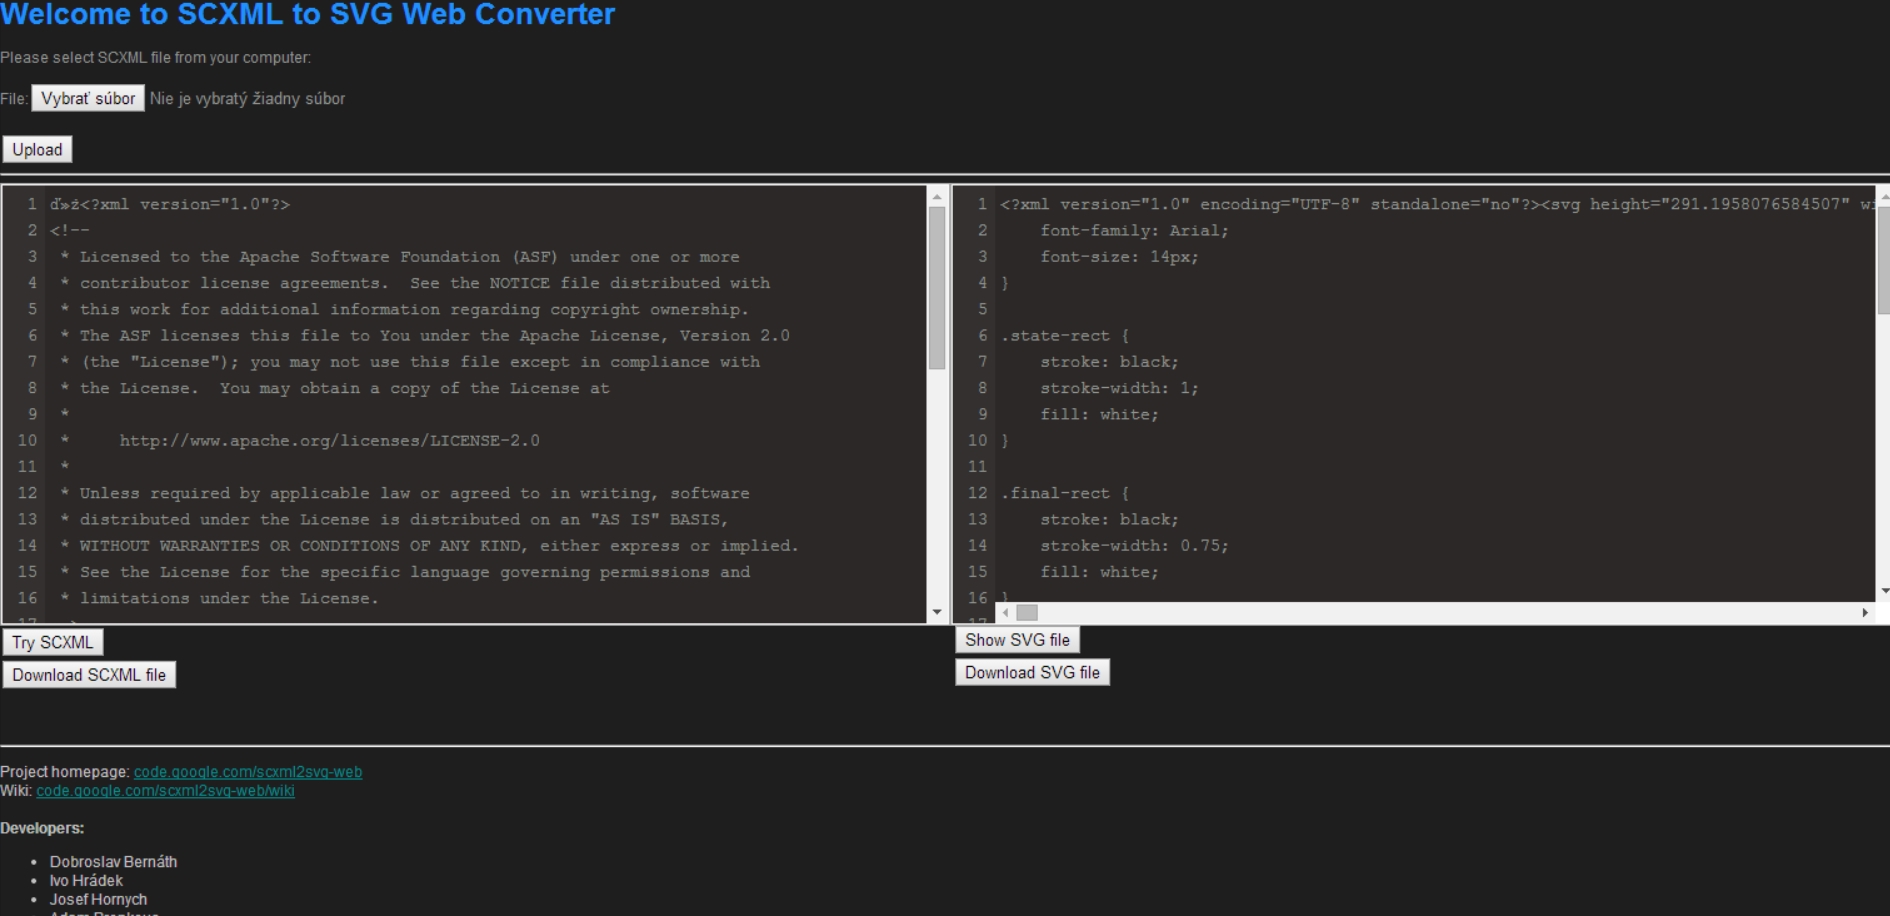 Welcome to SCXML to SVG Web Converter
Please select SCXML file from your computer:
File: Vybrať súbor Nie je vybratý žiadny súbor
Upload
1 ď»ż<?xml version="1.0"?>
2 <!--
3 * Licensed to the Apache Software Foundation (ASF) under one or more
4 * contributor license agreements.  See the NOTICE file distributed with
5 * this work for additional information regarding copyright ownership.
6 * The ASF licenses this file to You under the Apache License, Version 2.0
7 * (the "License"); you may not use this file except in compliance with
8 * the License.  You may obtain a copy of the License at
9 *
10 *     http://www.apache.org/licenses/LICENSE-2.0
11 *
12 * Unless required by applicable law or agreed to in writing, software
13 * distributed under the License is distributed on an "AS IS" BASIS,
14 * WITHOUT WARRANTIES OR CONDITIONS OF ANY KIND, either express or implied.
15 * See the License for the specific language governing permissions and
16 * limitations under the License.
17
Try SCXML
Download SCXML file
1 <?xml version="1.0" encoding="UTF-8" standalone="no"?><svg height="291.1958076584507" wi
2     font-family: Arial;
3     font-size: 14px;
4 }
5
6 .state-rect {
7     stroke: black;
8     stroke-width: 1;
9     fill: white;
10 }
11
12 .final-rect {
13     stroke: black;
14     stroke-width: 0.75;
15     fill: white;
16 }
17
Show SVG file
Download SVG file
Project homepage: code.google.com/scxml2svg-web
Wiki: code.google.com/scxml2svg-web/wiki
Developers:
• Dobroslav Bernáth
• Ivo Hrádek
• Josef Hornych